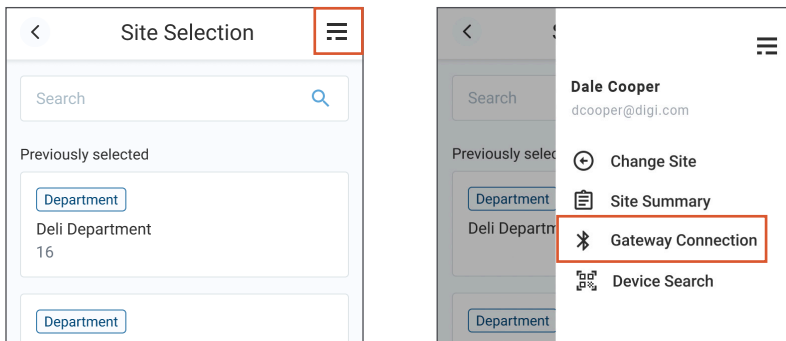 Site Selection
Search
Previously selected
Department
Deli Department
16
Department
S
Search
Previously selec
Department
Deli Departm
Department
Dale Cooper
dcooper@digi.com
Change Site
Site Summary
Gateway Connection
Device Search